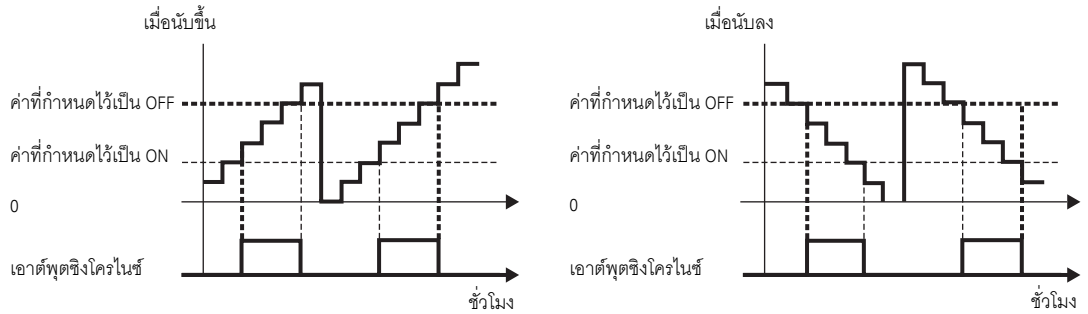 เมื่อนับขึ้น
ค่าที่กำหนดไว้เป็น OFF
ค่าที่กำหนดไว้เป็น ON
0
เอาต์พุตซิงโครไนซ์
ชั่วโมง
เมื่อนับลง
ค่าที่กำหนดไว้เป็น OFF
ค่าที่กำหนดไว้เป็น ON
0
เอาต์พุตซิงโครไนซ์
ชั่วโมง